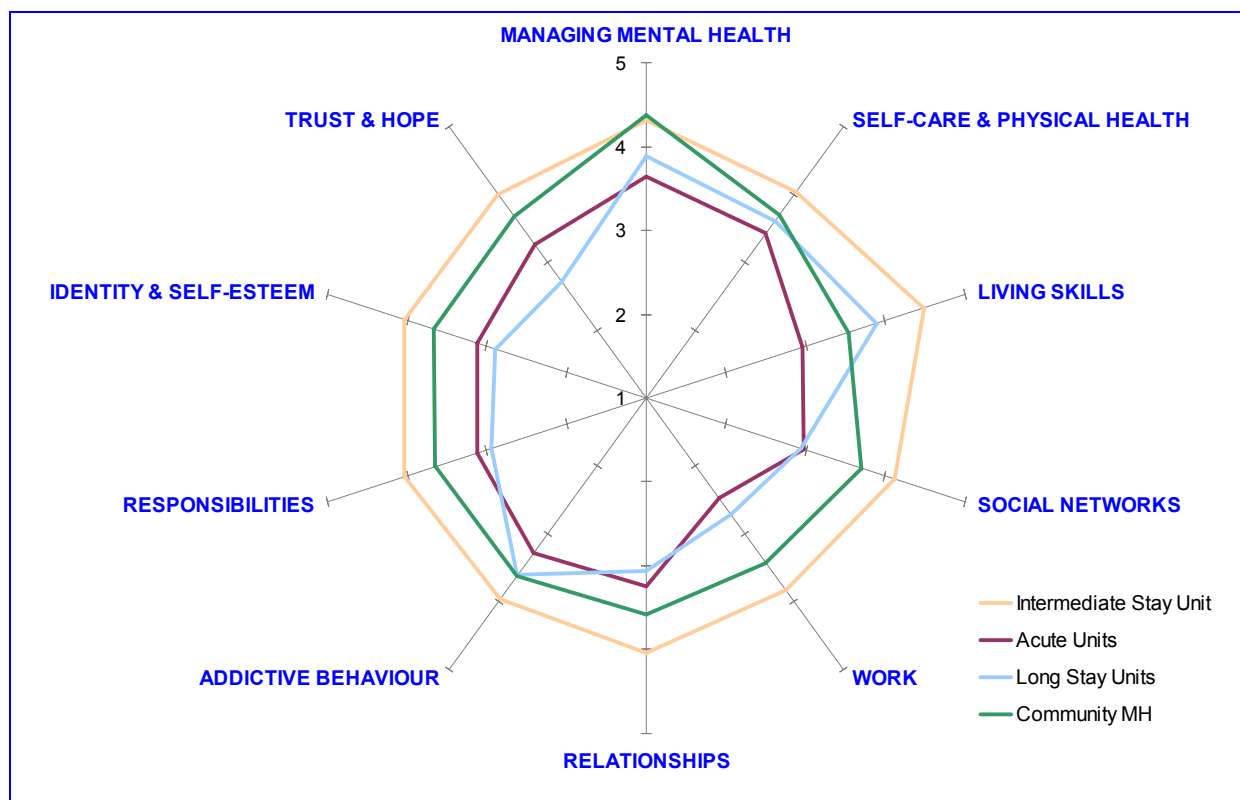 MANAGING MENTAL HEALTH
5
TRUST & HOPE
SELF-CARE & PHYSICAL HEALTH
4
3
IDENTITY & SELF-ESTEEM
LIVING SKILLS
2
1
RESPONSIBILITIES
SOCIAL NETWORKS
Intermediate Stay Unit
Acute Units
ADDICTIVE BEHAVIOUR
WORK
Long Stay Units
Community MH
RELATIONSHIPS